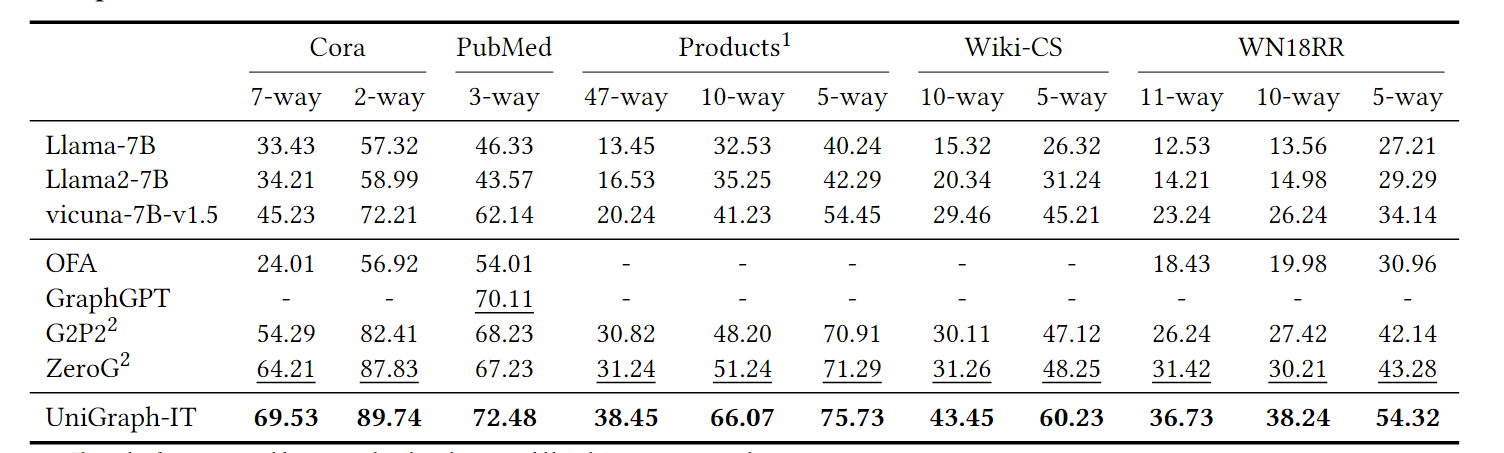 Cora PubMed Products1 Wiki-CS WN18RR
7-way 2-way 3-way 47-way 10-way 5-way 10-way 5-way 11-way 10-way 5-way
Llama-7B 33.43 57.32 46.33 13.45 32.53 40.24 15.32 26.32 12.53 13.56 27.21
Llama2-7B 34.21 58.99 43.57 16.53 35.25 42.29 20.34 31.24 14.21 14.98 29.29
vicuna-7B-v1.5 45.23 72.21 62.14 20.24 41.23 54.45 29.46 45.21 23.24 26.24 34.14
OFA 24.01 56.92 54.01 - - - - - 18.43 19.98 30.96
GraphGPT - - 70.11 - - - - - - - -
G2P22 54.29 82.41 68.23 30.82 48.20 70.91 30.11 47.12 26.24 27.42 42.14
ZeroG2 64.21 87.83 67.23 31.24 51.24 71.29 31.26 48.25 31.42 30.21 43.28
UniGraph-IT 69.53 89.74 72.48 38.45 66.07 75.73 43.45 60.23 36.73 38.24 54.32